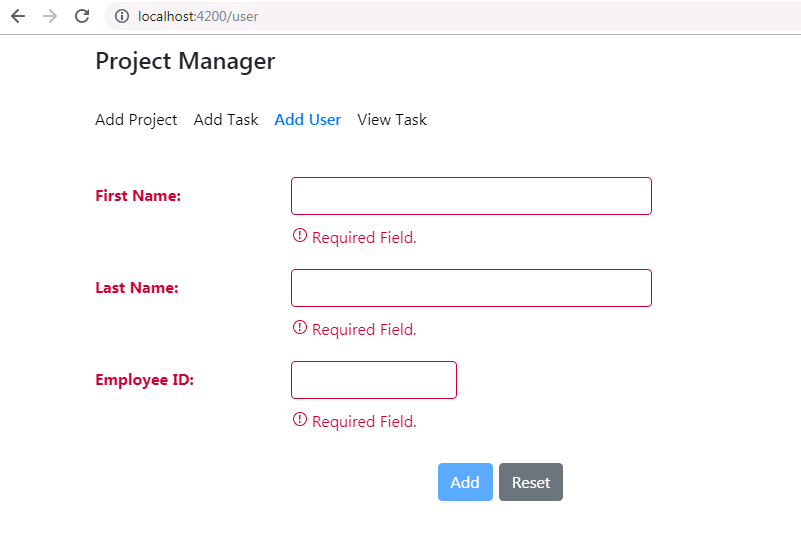 localhost:4200/user
Project Manager
Add Project Add Task Add User View Task
First Name:
Required Field.
Last Name:
Required Field.
Employee ID:
Required Field.
Add Reset